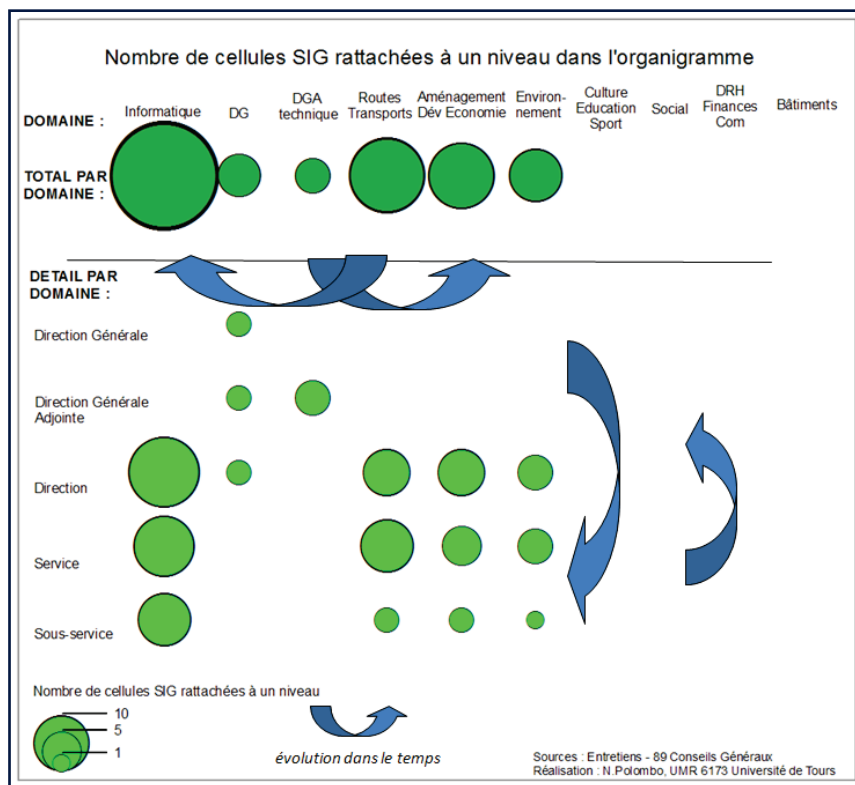 Nombre de cellules SIG rattachées à un niveau dans l'organigramme
DOMAINE :
Informatique
DG
DGA
technique
Routes
Transports
Aménagement
Dév Economie
Environ-
nement
Culture
Education
Sport
Social
DRH
Finances
Com
Bâtiments
TOTAL PAR
DOMAINE :
DETAIL PAR
DOMAINE :
Direction Générale
Direction Générale
Adjointe
Direction
Service
Sous-service
Nombre de cellules SIG rattachées à un niveau
10
5
1
évolution dans le temps
Sources : Entretiens - 89 Conseils Généraux
Réalisation : N.Polombo, UMR 6173 Université de Tours